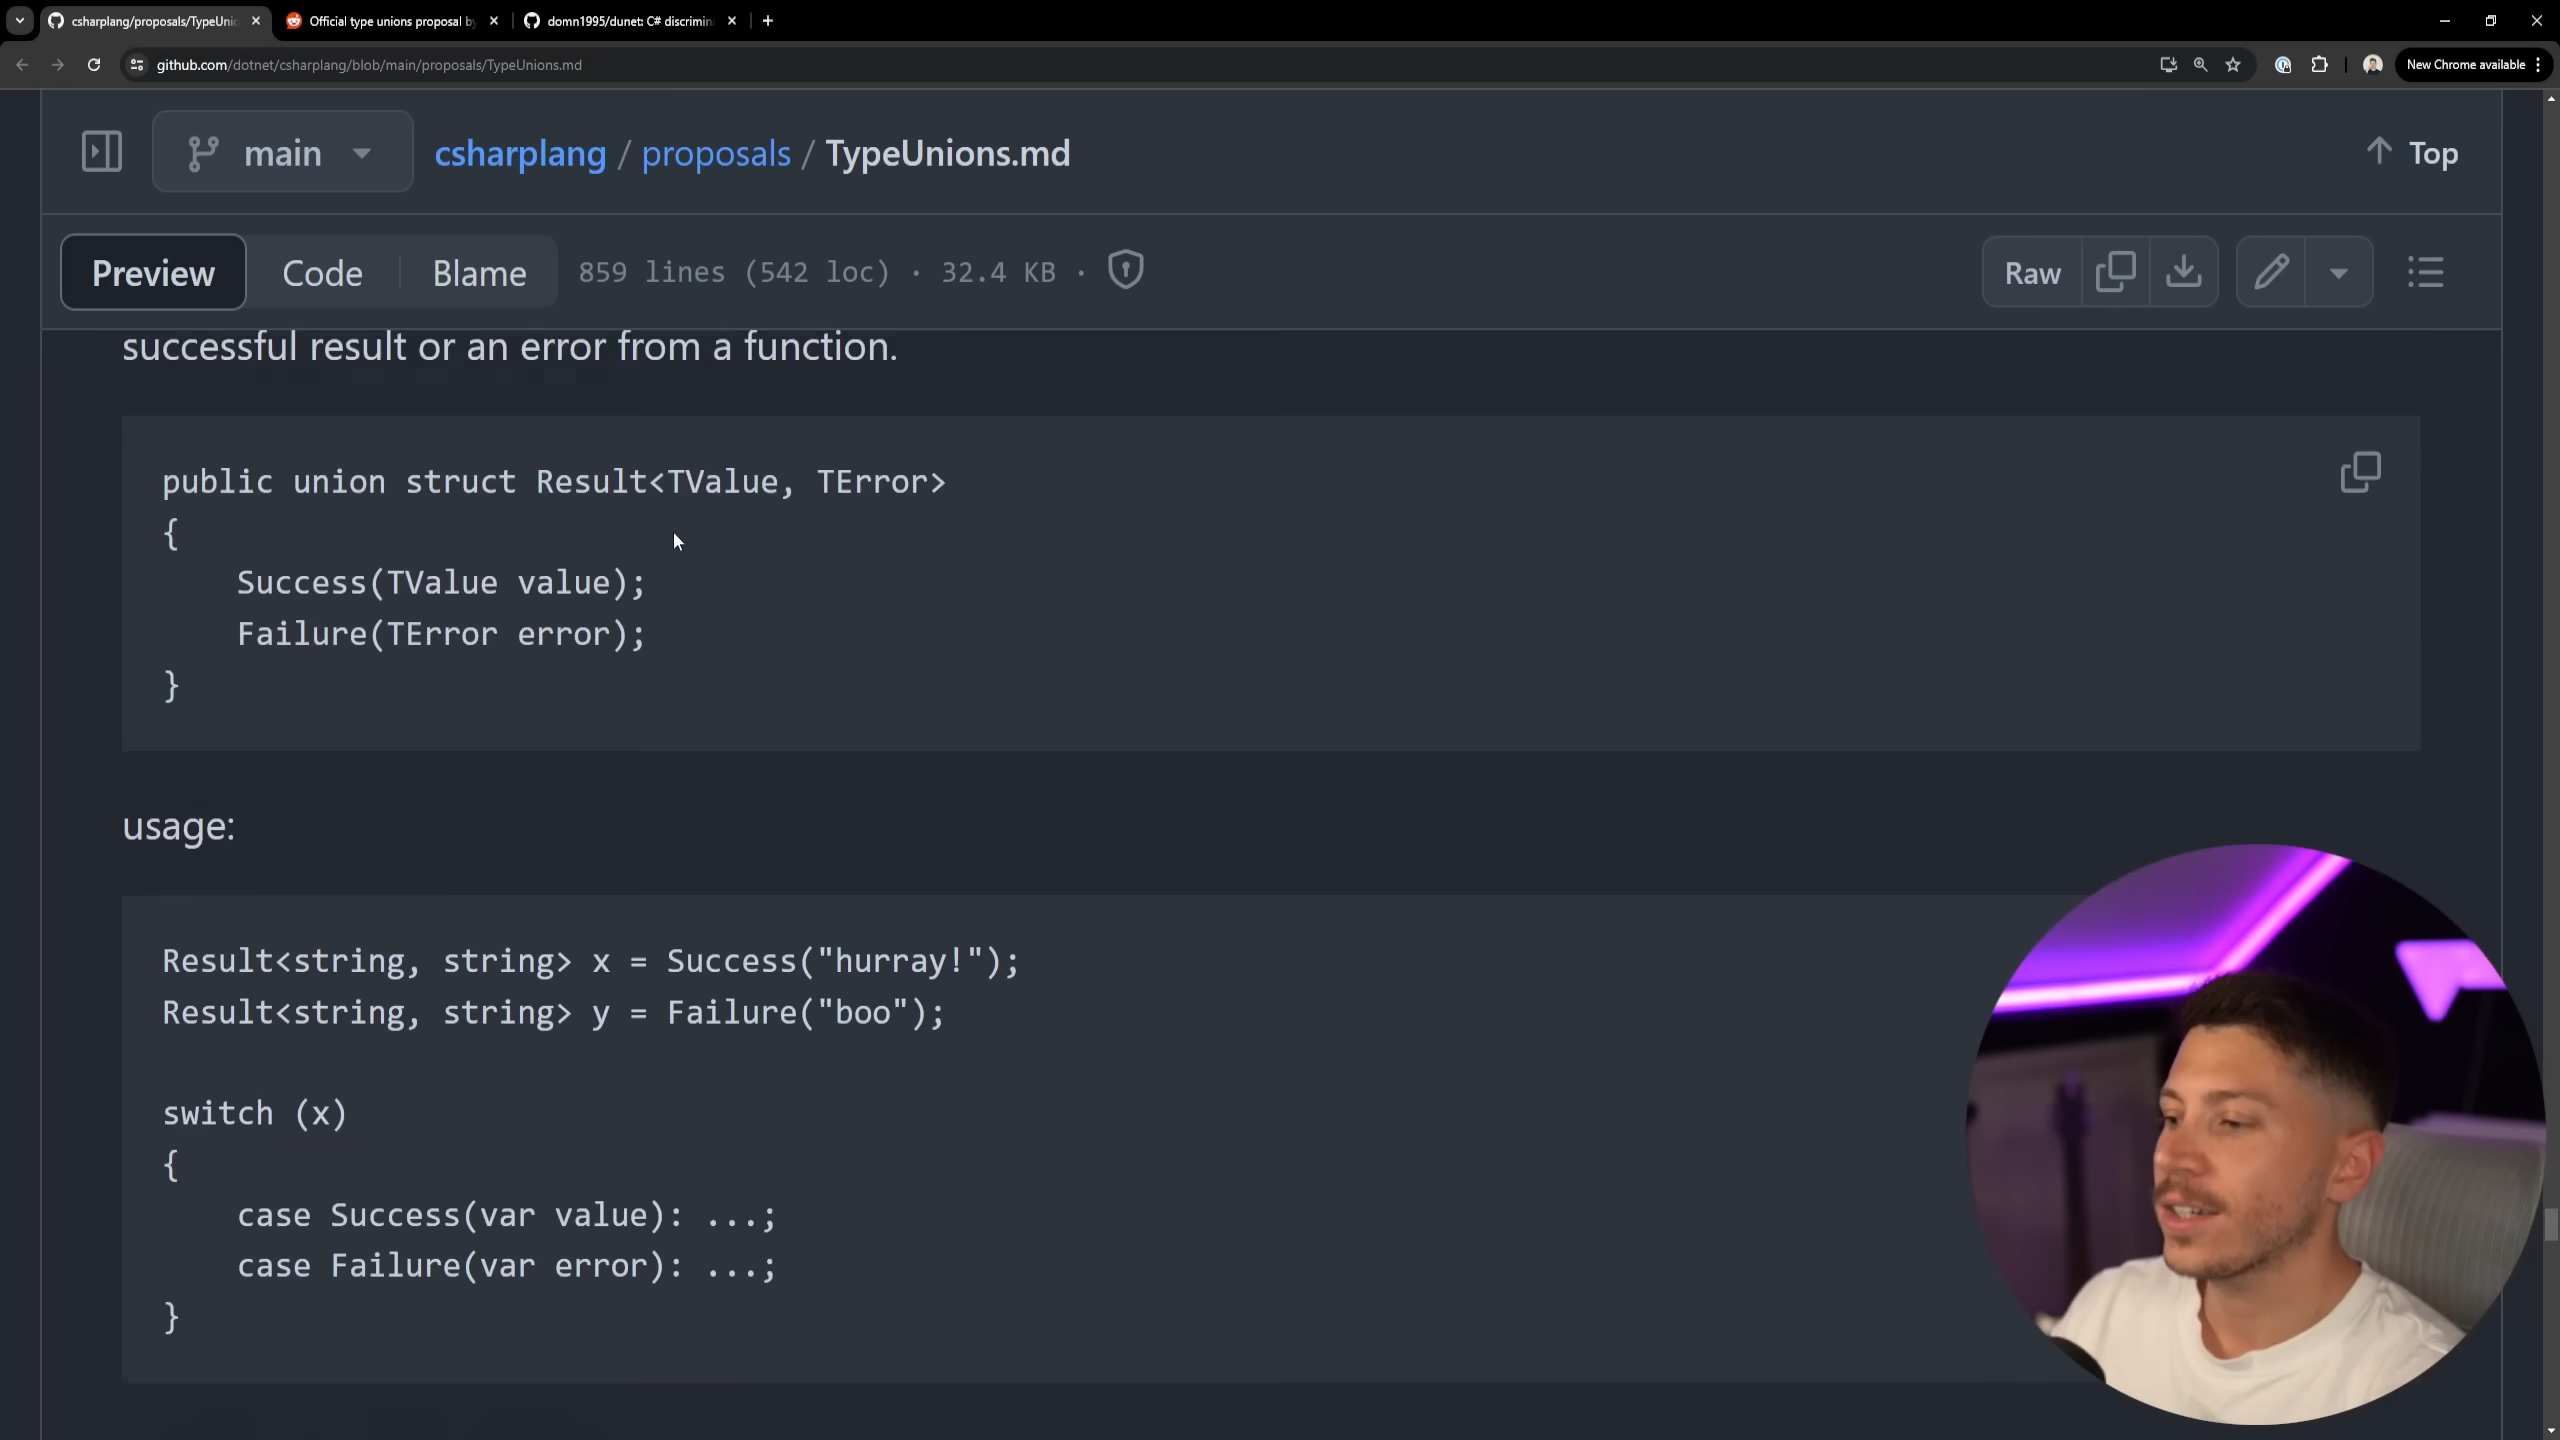 csharplang/proposals/TypeUnio
Official type unions proposal by
domn1995/dunet: C# discrimin
github.com/dotnet/csharplang/blob/main/proposals/TypeUnions.md
New Chrome available
main
csharplang / proposals / TypeUnions.md
Top
Preview
Code
Blame
859 lines (542 loc) · 32.4 KB ·
Raw
successful result or an error from a function.
public union struct Result<TValue, TError>
{
Success(TValue value);
Failure(TError error);
}
usage:
Result<string, string> x = Success("hurray!");
Result<string, string> y = Failure("boo");
switch (x)
{
case Success(var value): ...;
case Failure(var error): ...;
}